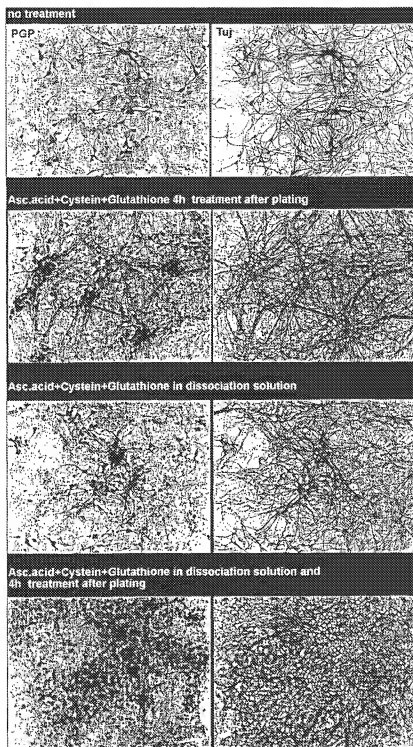 no treatment
PGP
Tuj
Asc.acid+Cystein+Glutathione 4h treatment after plating
Asc.acid+Cystein+Glutathione in dissociation solution
Asc.acid+Cystein+Glutathione in dissociation solution and
4h treatment after plating